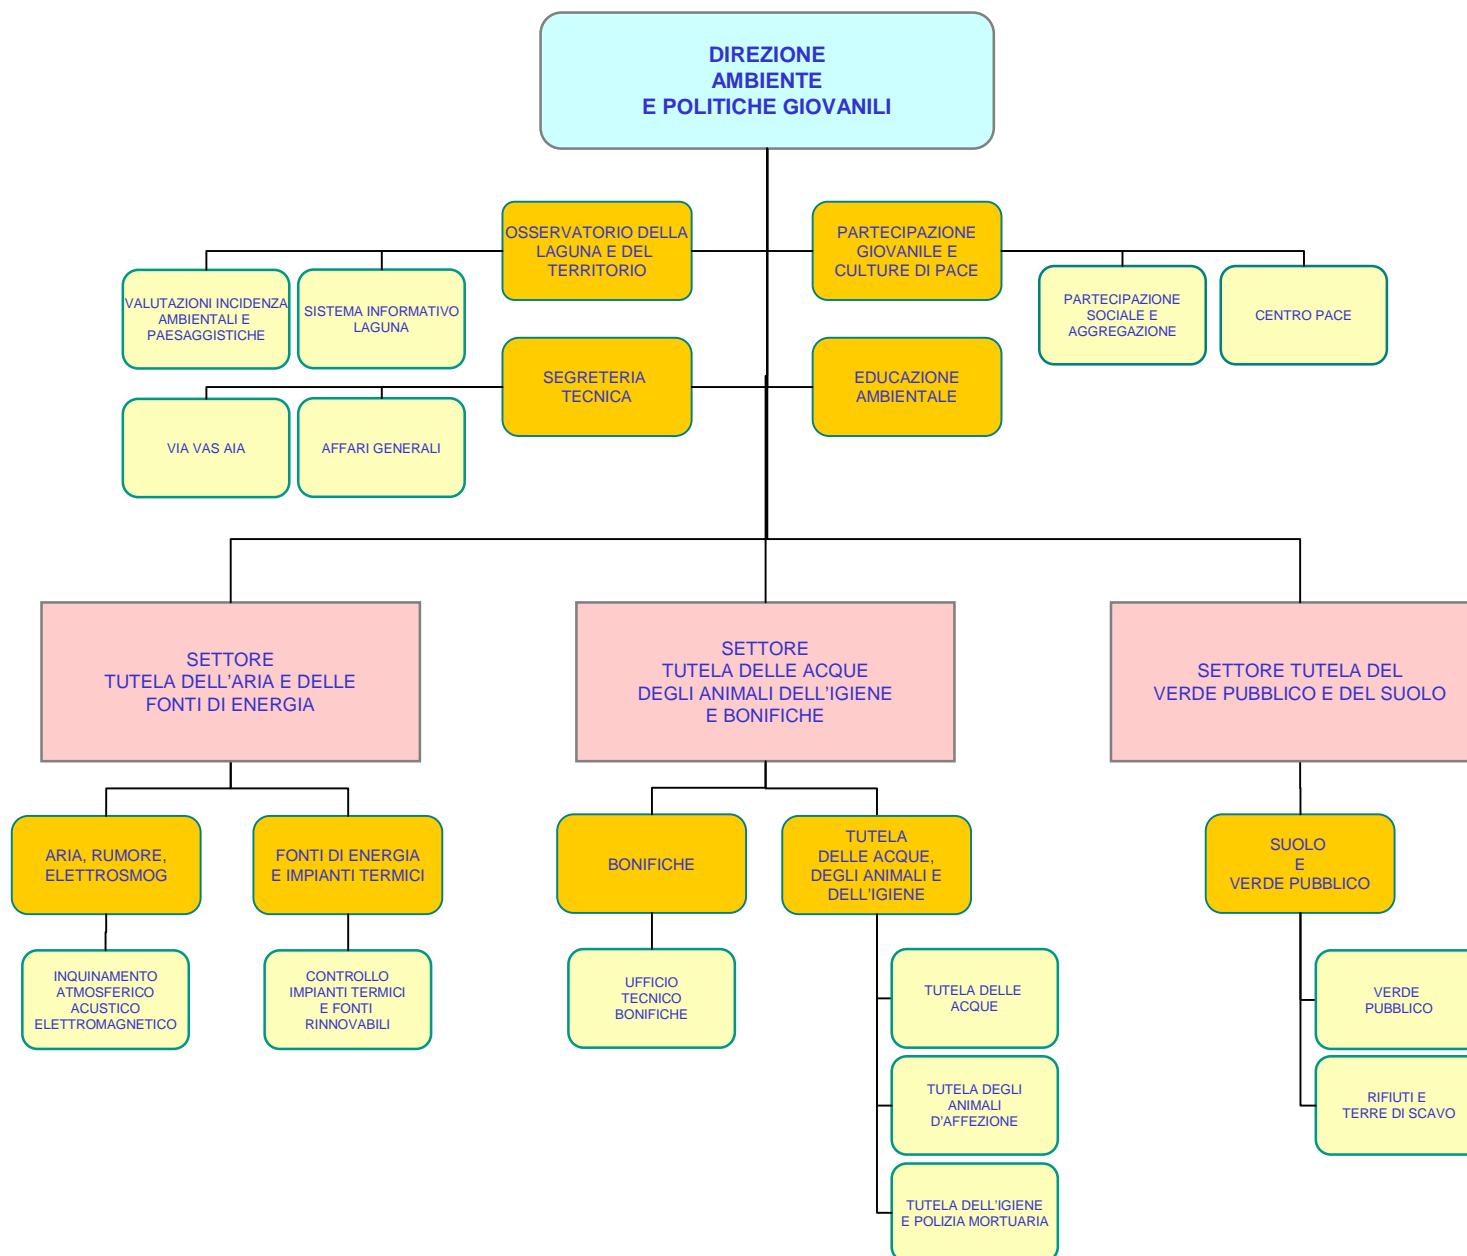 DIREZIONE
AMBIENTE
E POLITICHE GIOVANILI
OSSERVATORIO DELLA
LAGUNA E DEL
TERRITORIO
PARTECIPAZIONE
GIOVANILE E
CULTURE DI PACE
VALUTAZIONI INCIDENZA
AMBIENTALI E
PAESAGGISTICHE
SISTEMA INFORMATIVO
LAGUNA
PARTECIPAZIONE
SOCIALE E
AGGREGAZIONE
CENTRO PACE
SEGRETERIA
TECNICA
EDUCAZIONE
AMBIENTALE
VIA VAS AIA
AFFARI GENERALI
SETTORE
TUTELA DELL’ARIA E DELLE
FONTI DI ENERGIA
SETTORE
TUTELA DELLE ACQUE
DEGLI ANIMALI DELL’IGIENE
E BONIFICHE
SETTORE TUTELA DEL
VERDE PUBBLICO E DEL SUOLO
ARIA, RUMORE,
ELETTROSMOG
FONTI DI ENERGIA
E IMPIANTI TERMICI
BONIFICHE
TUTELA
DELLE ACQUE,
DEGLI ANIMALI E
DELL’IGIENE
SUOLO
E
VERDE PUBBLICO
INQUINAMENTO
ATMOSFERICO
ACUSTICO
ELETTROMAGNETICO
CONTROLLO
IMPIANTI TERMICI
E FONTI
RINNOVABILI
UFFICIO
TECNICO
BONIFICHE
TUTELA DELLE
ACQUE
VERDE
PUBBLICO
TUTELA DEGLI
ANIMALI
D’AFFEZIONE
RIFIUTI E
TERRE DI SCAVO
TUTELA DELL’IGIENE
E POLIZIA MORTUARIA